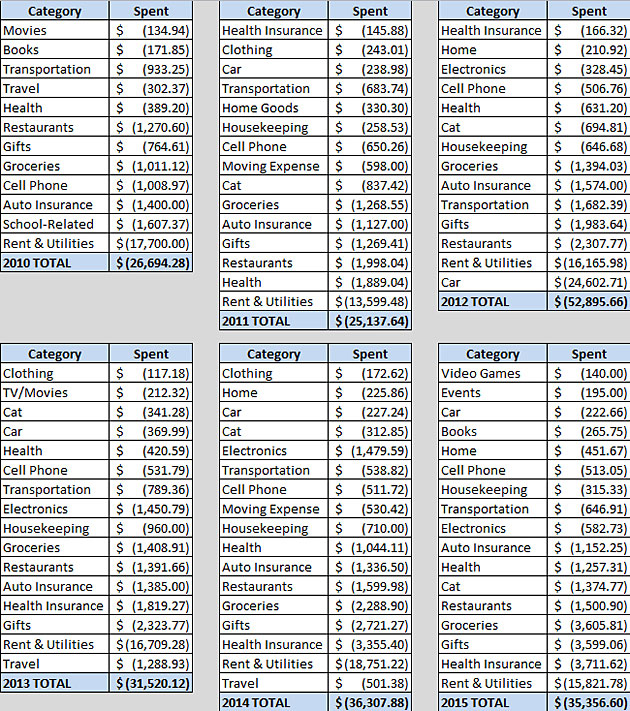 Category Spent
Movies $ (134.94)
Books $ (171.85)
Transportation $ (933.25)
Travel $ (302.37)
Health $ (389.20)
Restaurants $ (1,270.60)
Gifts $ (764.61)
Groceries $ (1,011.12)
Cell Phone $ (1,008.97)
Auto Insurance $ (1,400.00)
School-Related $ (1,607.37)
Rent & Utilities $ (17,700.00)
2010 TOTAL $ (26,694.28)
Category Spent
Health Insurance $ (145.88)
Clothing $ (243.01)
Car $ (238.98)
Transportation $ (683.74)
Home Goods $ (330.30)
Housekeeping $ (258.53)
Cell Phone $ (650.26)
Moving Expense $ (598.00)
Cat $ (837.42)
Groceries $ (1,268.55)
Auto Insurance $ (1,127.00)
Gifts $ (1,269.41)
Restaurants $ (1,998.04)
Health $ (1,889.04)
Rent & Utilities $ (13,599.48)
2011 TOTAL $ (25,137.64)
Category Spent
Health Insurance $ (166.32)
Home $ (210.92)
Electronics $ (328.45)
Cell Phone $ (506.76)
Health $ (631.20)
Cat $ (694.81)
Housekeeping $ (646.68)
Groceries $ (1,394.03)
Auto Insurance $ (1,574.00)
Transportation $ (1,682.39)
Gifts $ (1,983.64)
Restaurants $ (2,307.77)
Rent & Utilities $ (16,165.98)
Car $ (24,602.71)
2012 TOTAL $ (52,895.66)
Category Spent
Clothing $ (117.18)
TV/Movies $ (212.32)
Cat $ (341.28)
Car $ (369.99)
Health $ (420.59)
Cell Phone $ (531.79)
Transportation $ (789.36)
Electronics $ (1,450.79)
Housekeeping $ (960.00)
Groceries $ (1,408.91)
Restaurants $ (1,391.66)
Auto Insurance $ (1,385.00)
Health Insurance $ (1,819.27)
Gifts $ (2,323.77)
Rent & Utilities $ (16,709.28)
Travel $ (1,288.93)
2013 TOTAL $ (31,520.12)
Category Spent
Clothing $ (172.62)
Home $ (225.86)
Car $ (227.24)
Cat $ (312.85)
Electronics $ (1,479.59)
Transportation $ (538.82)
Cell Phone $ (511.72)
Moving Expense $ (530.42)
Housekeeping $ (710.00)
Health $ (1,044.11)
Auto Insurance $ (1,336.50)
Restaurants $ (1,599.98)
Groceries $ (2,288.90)
Gifts $ (2,721.27)
Health Insurance $ (3,355.40)
Rent & Utilities $ (18,751.22)
Travel $ (501.38)
2014 TOTAL $ (36,307.88)
Category Spent
Video Games $ (140.00)
Events $ (195.00)
Car $ (222.66)
Books $ (265.75)
Home $ (451.67)
Cell Phone $ (513.05)
Housekeeping $ (315.33)
Transportation $ (646.91)
Electronics $ (582.73)
Auto Insurance $ (1,152.25)
Health $ (1,257.31)
Cat $ (1,374.77)
Restaurants $ (1,500.90)
Groceries $ (3,605.81)
Gifts $ (3,599.06)
Health Insurance $ (3,711.62)
Rent & Utilities $ (15,821.78)
2015 TOTAL $ (35,356.60)